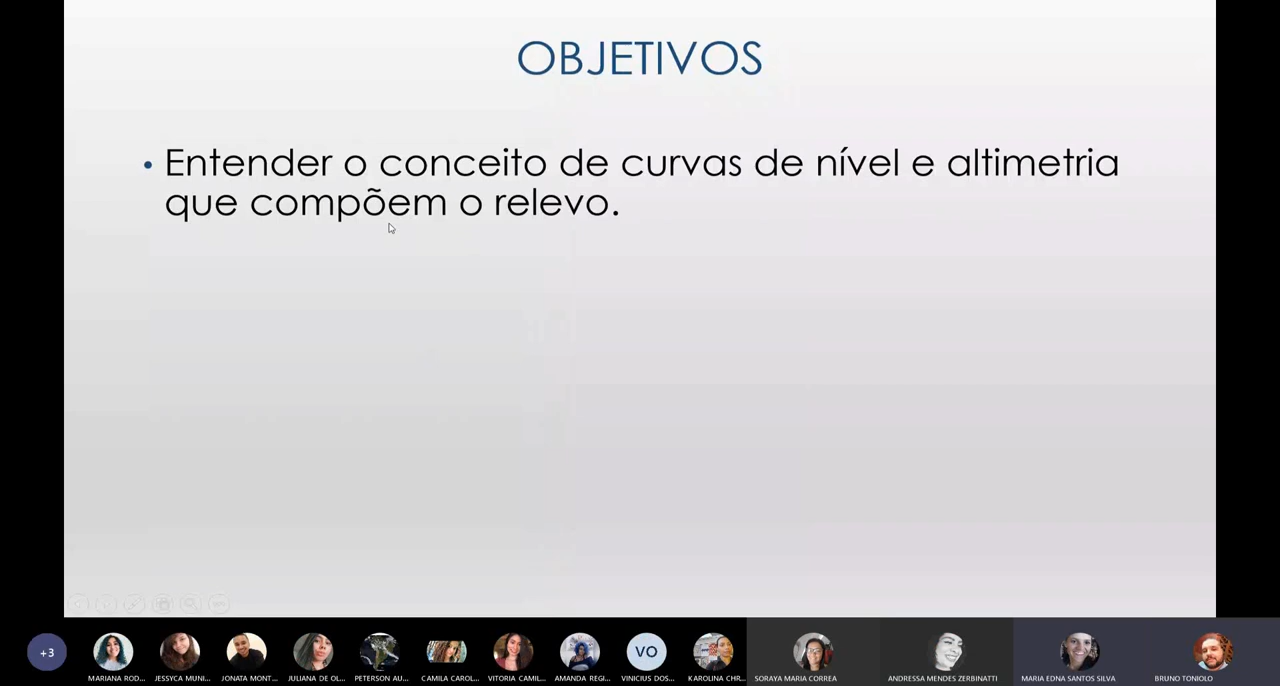 OBJETIVOS
• Entender o conceito de curvas de nível e altimetria
que compõem o relevo.
+3
VO
MARIANA ROD...
JESSYCA MUNI...
JONATA MONT...
JULIANA DE OL...
PETERSON AU...
CAMILA CAROL...
VITORIA CAMIL...
AMANDA REGI...
VINICIUS DOS...
KAROLINA CHR...
SORAYA MARIA CORREA
ANDRESSA MENDES ZERBINATTI
MARIA EDNA SANTOS SILVA
BRUNO TONIOLO